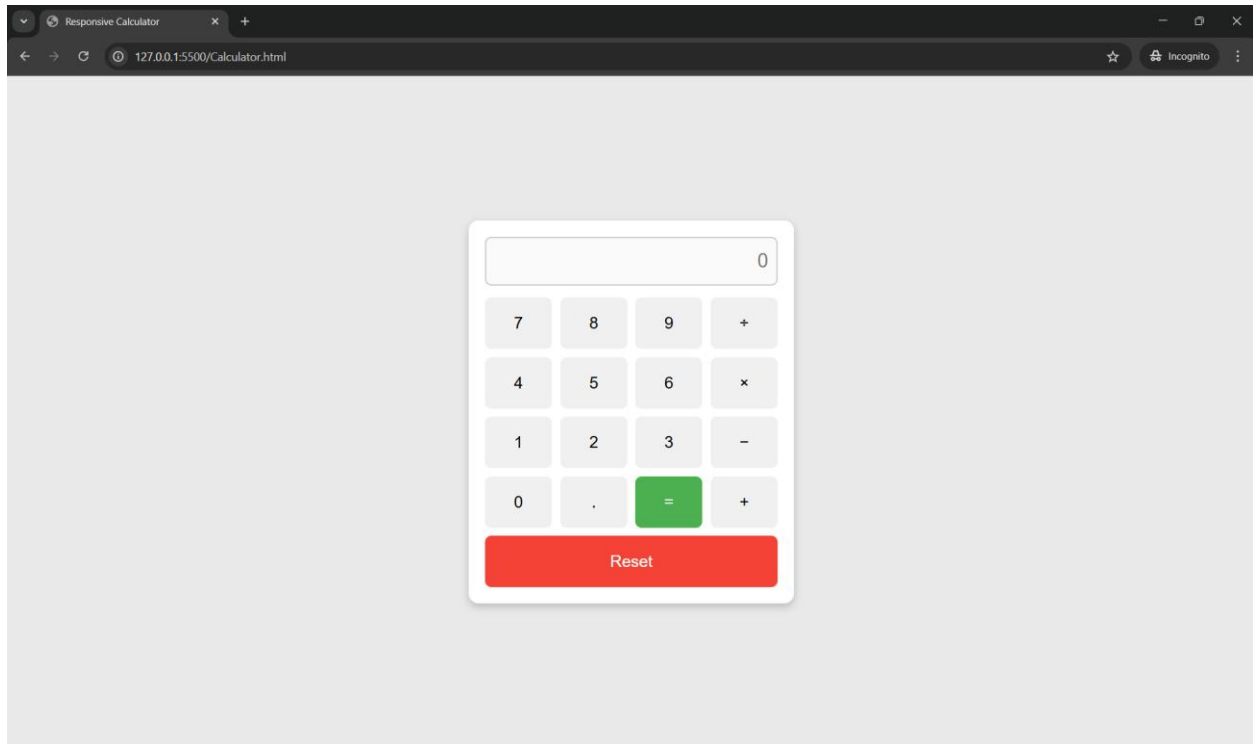 Responsive Calculator
127.0.0.1:5500/Calculator.html Incognito
0
7 8 9 ÷
4 5 6 ×
1 2 3 −
0 . = +
Reset